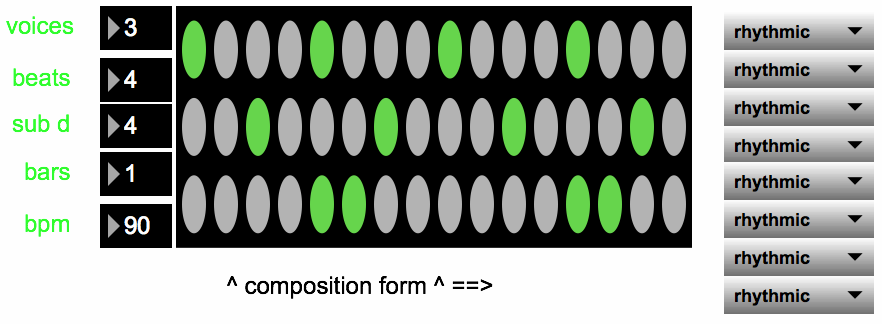 voices 3
beats 4
sub d 4
bars 1
bpm 90
^ composition form ^ ==>
rhythmic
rhythmic
rhythmic
rhythmic
rhythmic
rhythmic
rhythmic
rhythmic